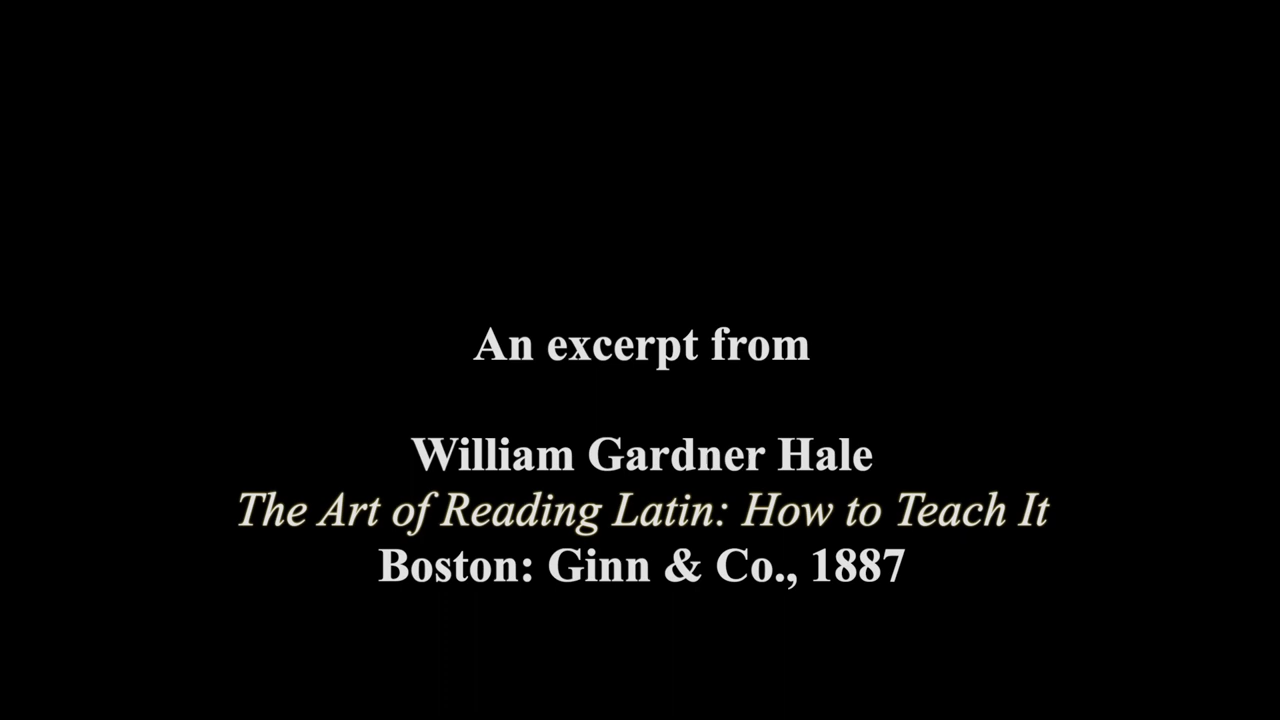 An excerpt from
William Gardner Hale
The Art of Reading Latin: How to Teach It
Boston: Ginn & Co., 1887